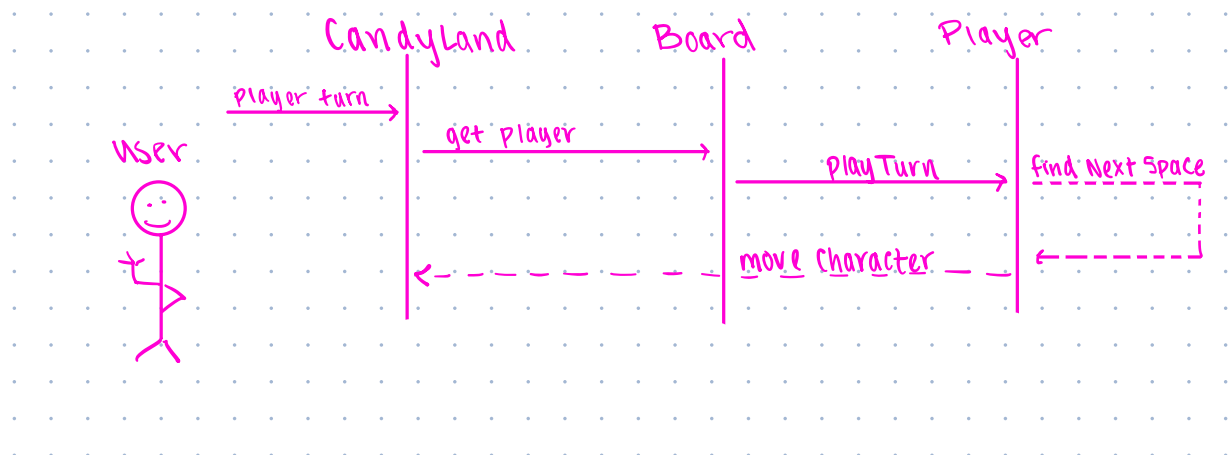 CandyLand
Board
Player
player turn
get player
User
playTurn
find Next Space
move Character